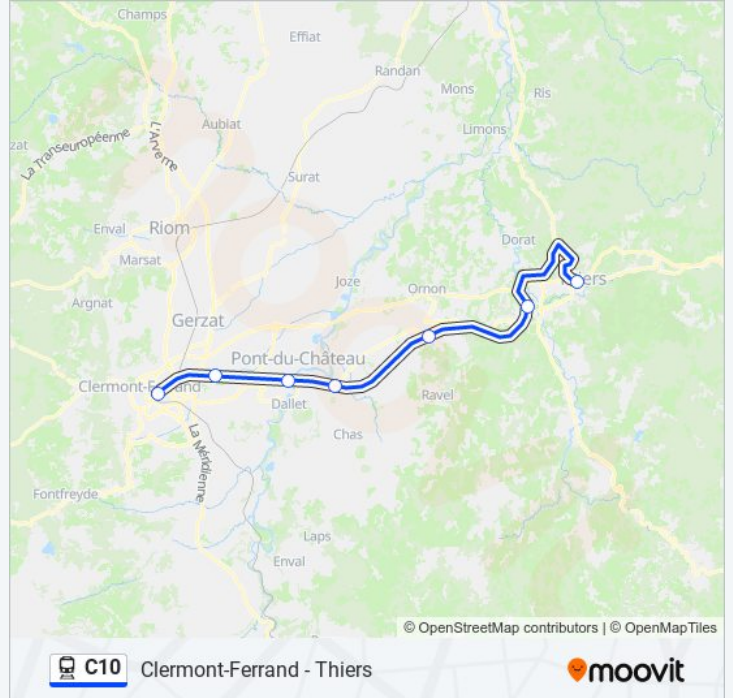 Champs
Effiat
Randan
Mons
Ris
zat
La Transeuropéenne
L'Arverne
Aubiat
Limons
Surat
Enval
Riom
Dorat
Marsat
Joze
Ornon
Argnat
Gerzat
Pont-du-Château
Clermont-Ferrand
Dallet
Ravel
La Méridienne
Chas
Fontfreyde
Laps
Enval
© OpenStreetMap contributors | © OpenMapTiles
C10 Clermont-Ferrand - Thiers
moovit